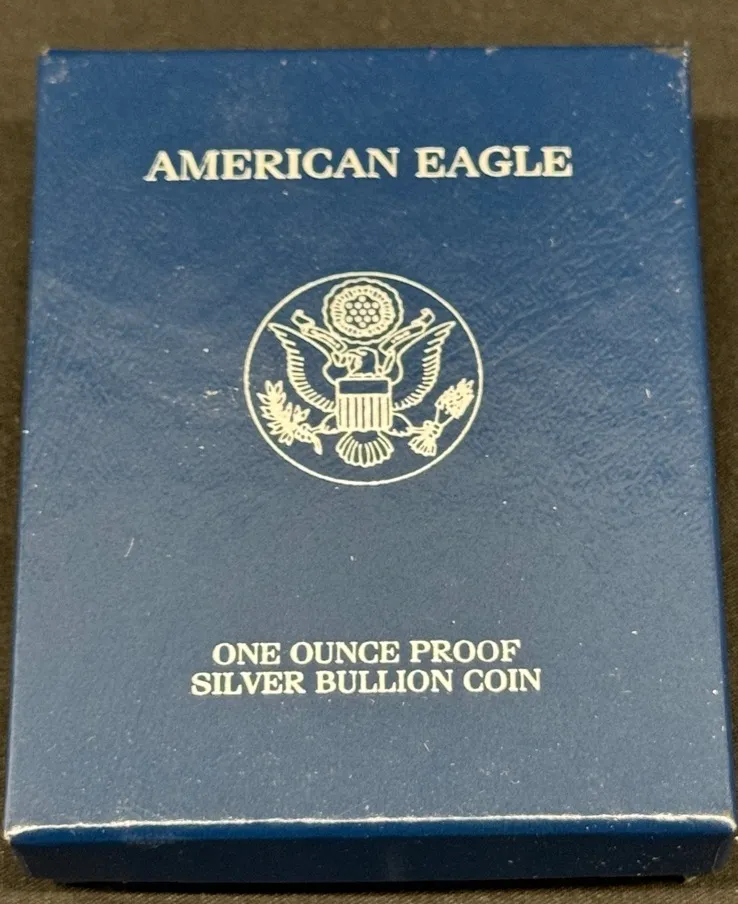 AMERICAN EAGLE
ONE OUNCE PROOF
SILVER BULLION COIN